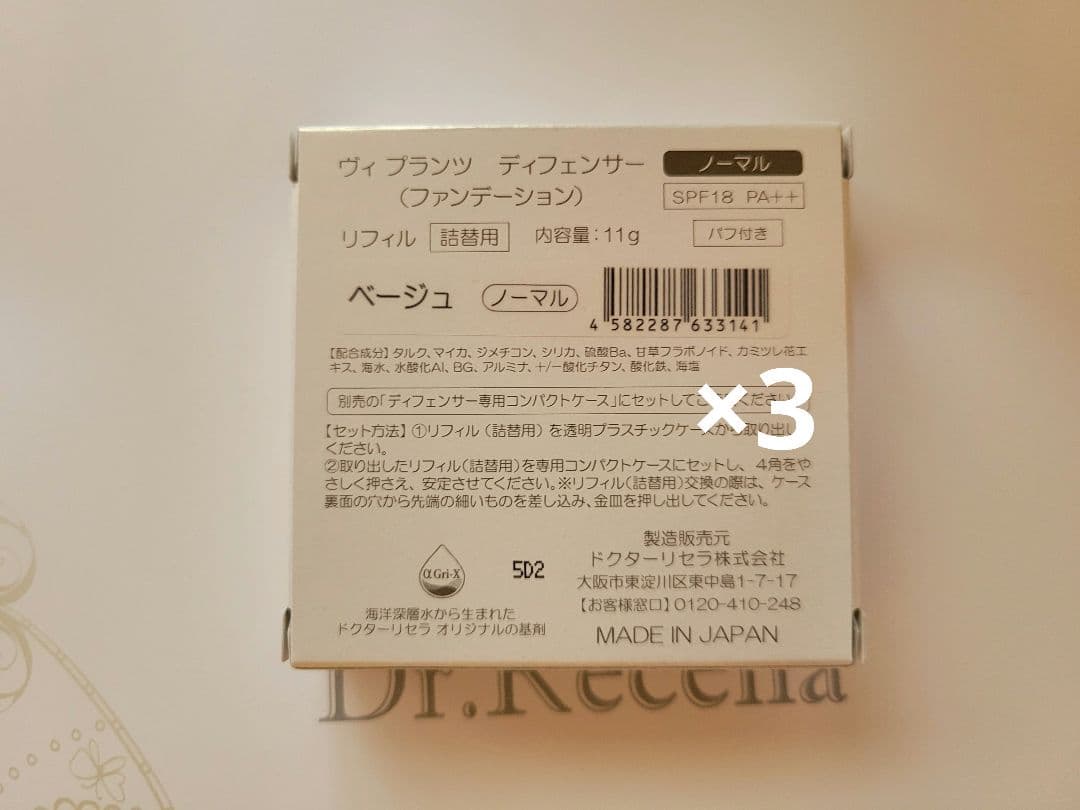 ヴィ プランツ ディフェンサー ノーマル
(ファンデーション) SPF18 PA++
リフィル 詰替用 内容量:11g パフ付き
ベージュ ノーマル
4 582287 633141
【配合成分】タルク、マイカ、ジメチコン、シリカ、硫酸Ba、甘草フラボノイド、カミツレ花エ
キス、海水、水酸化Al、BG、アルミナ、+/-酸化チタン、酸化鉄、海塩
×3
別売の「ディフェンサー専用コンパクトケース」にセットしてご ください
【セット方法】①リフィル(詰替用)を透明プラスチックケースから取り出し
ください。
②取り出したリフィル(詰替用)を専用コンパクトケースにセットし、4角をや
さしく押さえ、安定させてください。※リフィル(詰替用)交換の際は、ケース
裏面の穴から先端の細いものを差し込み、金皿を押し出してください。
αGri-X
5D2
海洋深層水から生まれた
ドクターリセラ オリジナルの基剤
製造販売元
ドクターリセラ株式会社
大阪市東淀川区東中島1-7-17
【お客様窓口】0120-410-248
MADE IN JAPAN
Dr.Recella